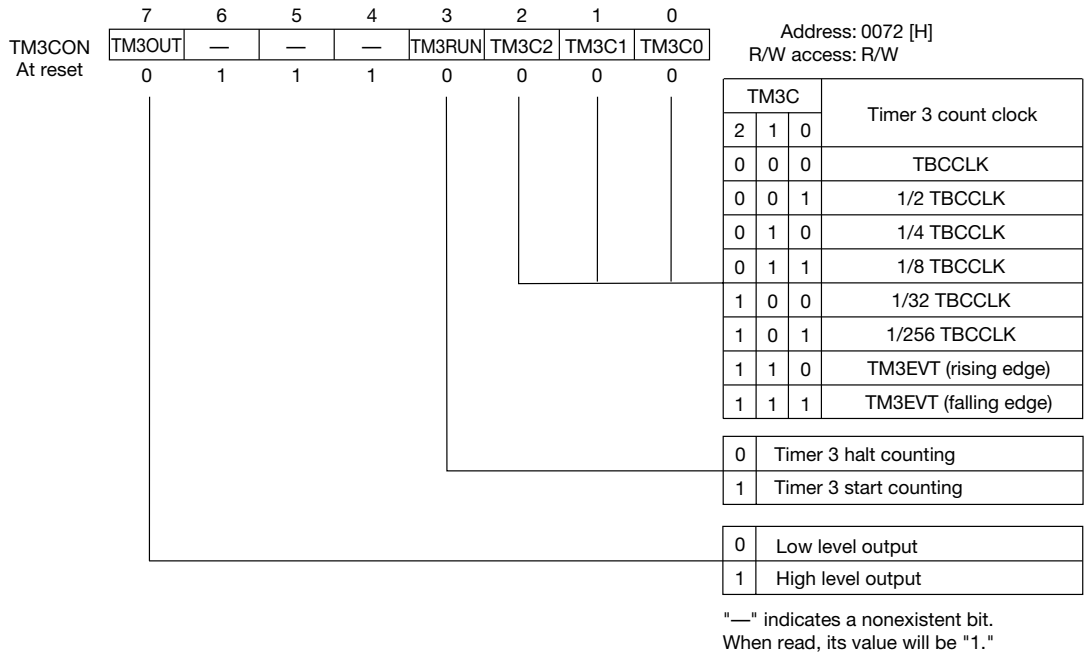 7 6 5 4 3 2 1 0
TM3CON TM3OUT — — — TM3RUN TM3C2 TM3C1 TM3C0
At reset 0 1 1 1 0 0 0 0
Address: 0072 [H]
R/W access: R/W
TM3C Timer 3 count clock
2 1 0
0 0 0 TBCCLK
0 0 1 1/2 TBCCLK
0 1 0 1/4 TBCCLK
0 1 1 1/8 TBCCLK
1 0 0 1/32 TBCCLK
1 0 1 1/256 TBCCLK
1 1 0 TM3EVT (rising edge)
1 1 1 TM3EVT (falling edge)
0 Timer 3 halt counting
1 Timer 3 start counting
0 Low level output
1 High level output
"—" indicates a nonexistent bit.
When read, its value will be "1."